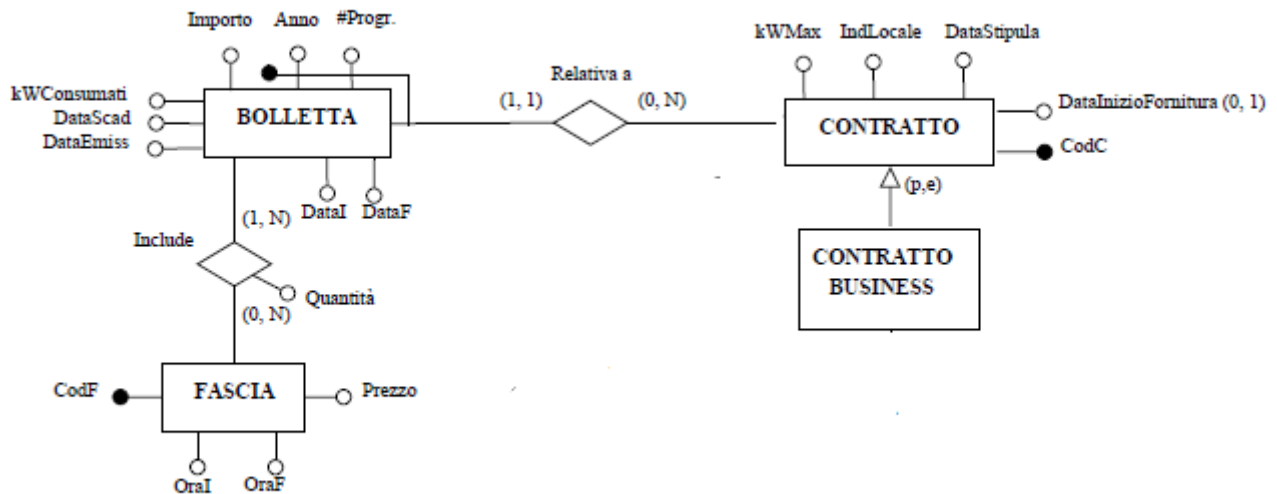 Importo Anno #Progr.
kWMax IndLocale DataStipula
Relativa a
kWConsumati
DataScad
DataEmiss
BOLLETTA
(1, 1) (0, N)
CONTRATTO
DataInizioFornitura (0, 1)
CodC
(p,e)
DataI DataF
(1, N)
Include
Quantità
(0, N)
CONTRATTO
BUSINESS
CodF
FASCIA
Prezzo
OraI OraF